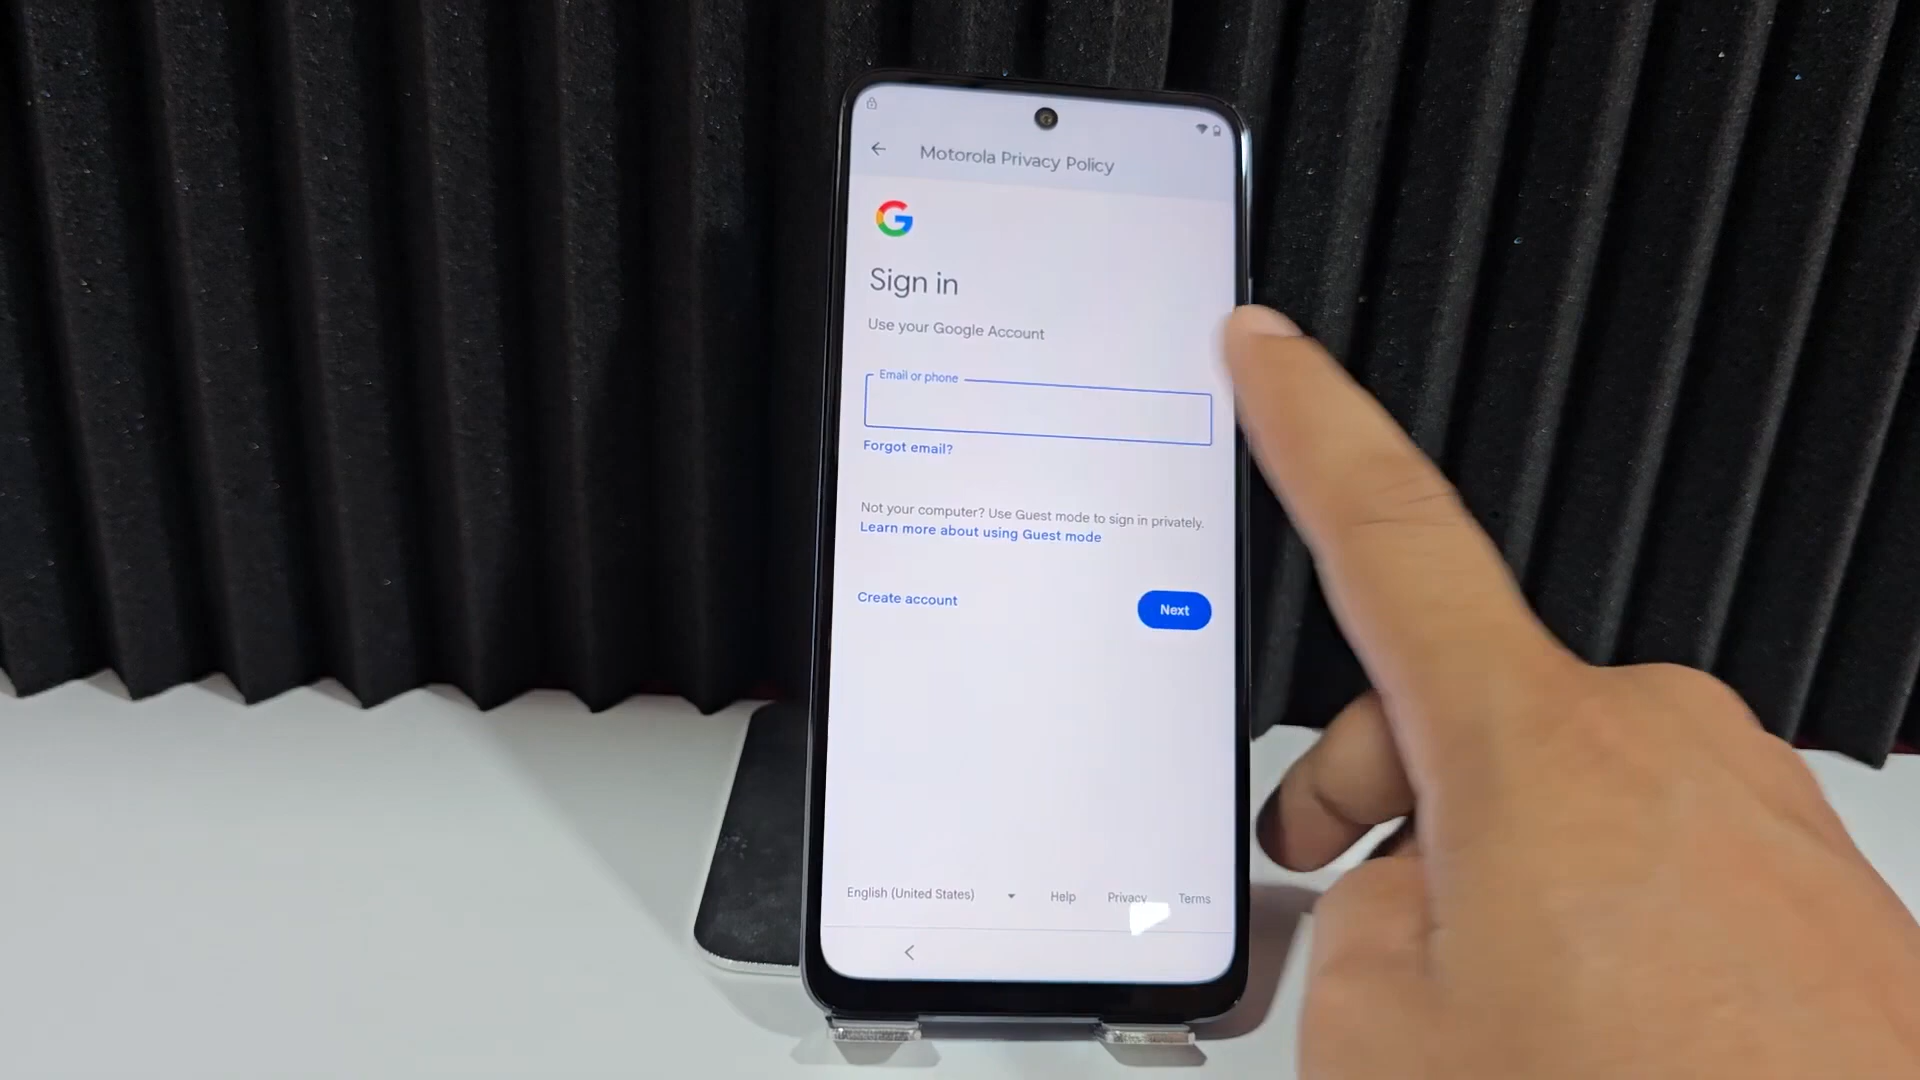 Motorola Privacy Policy
Sign in
Use your Google Account
Email or phone
Forgot email?
Not your computer? Use Guest mode to sign in privately.
Learn more about using Guest mode
Create account
Next
English (United States)
Help
Privacy
Terms